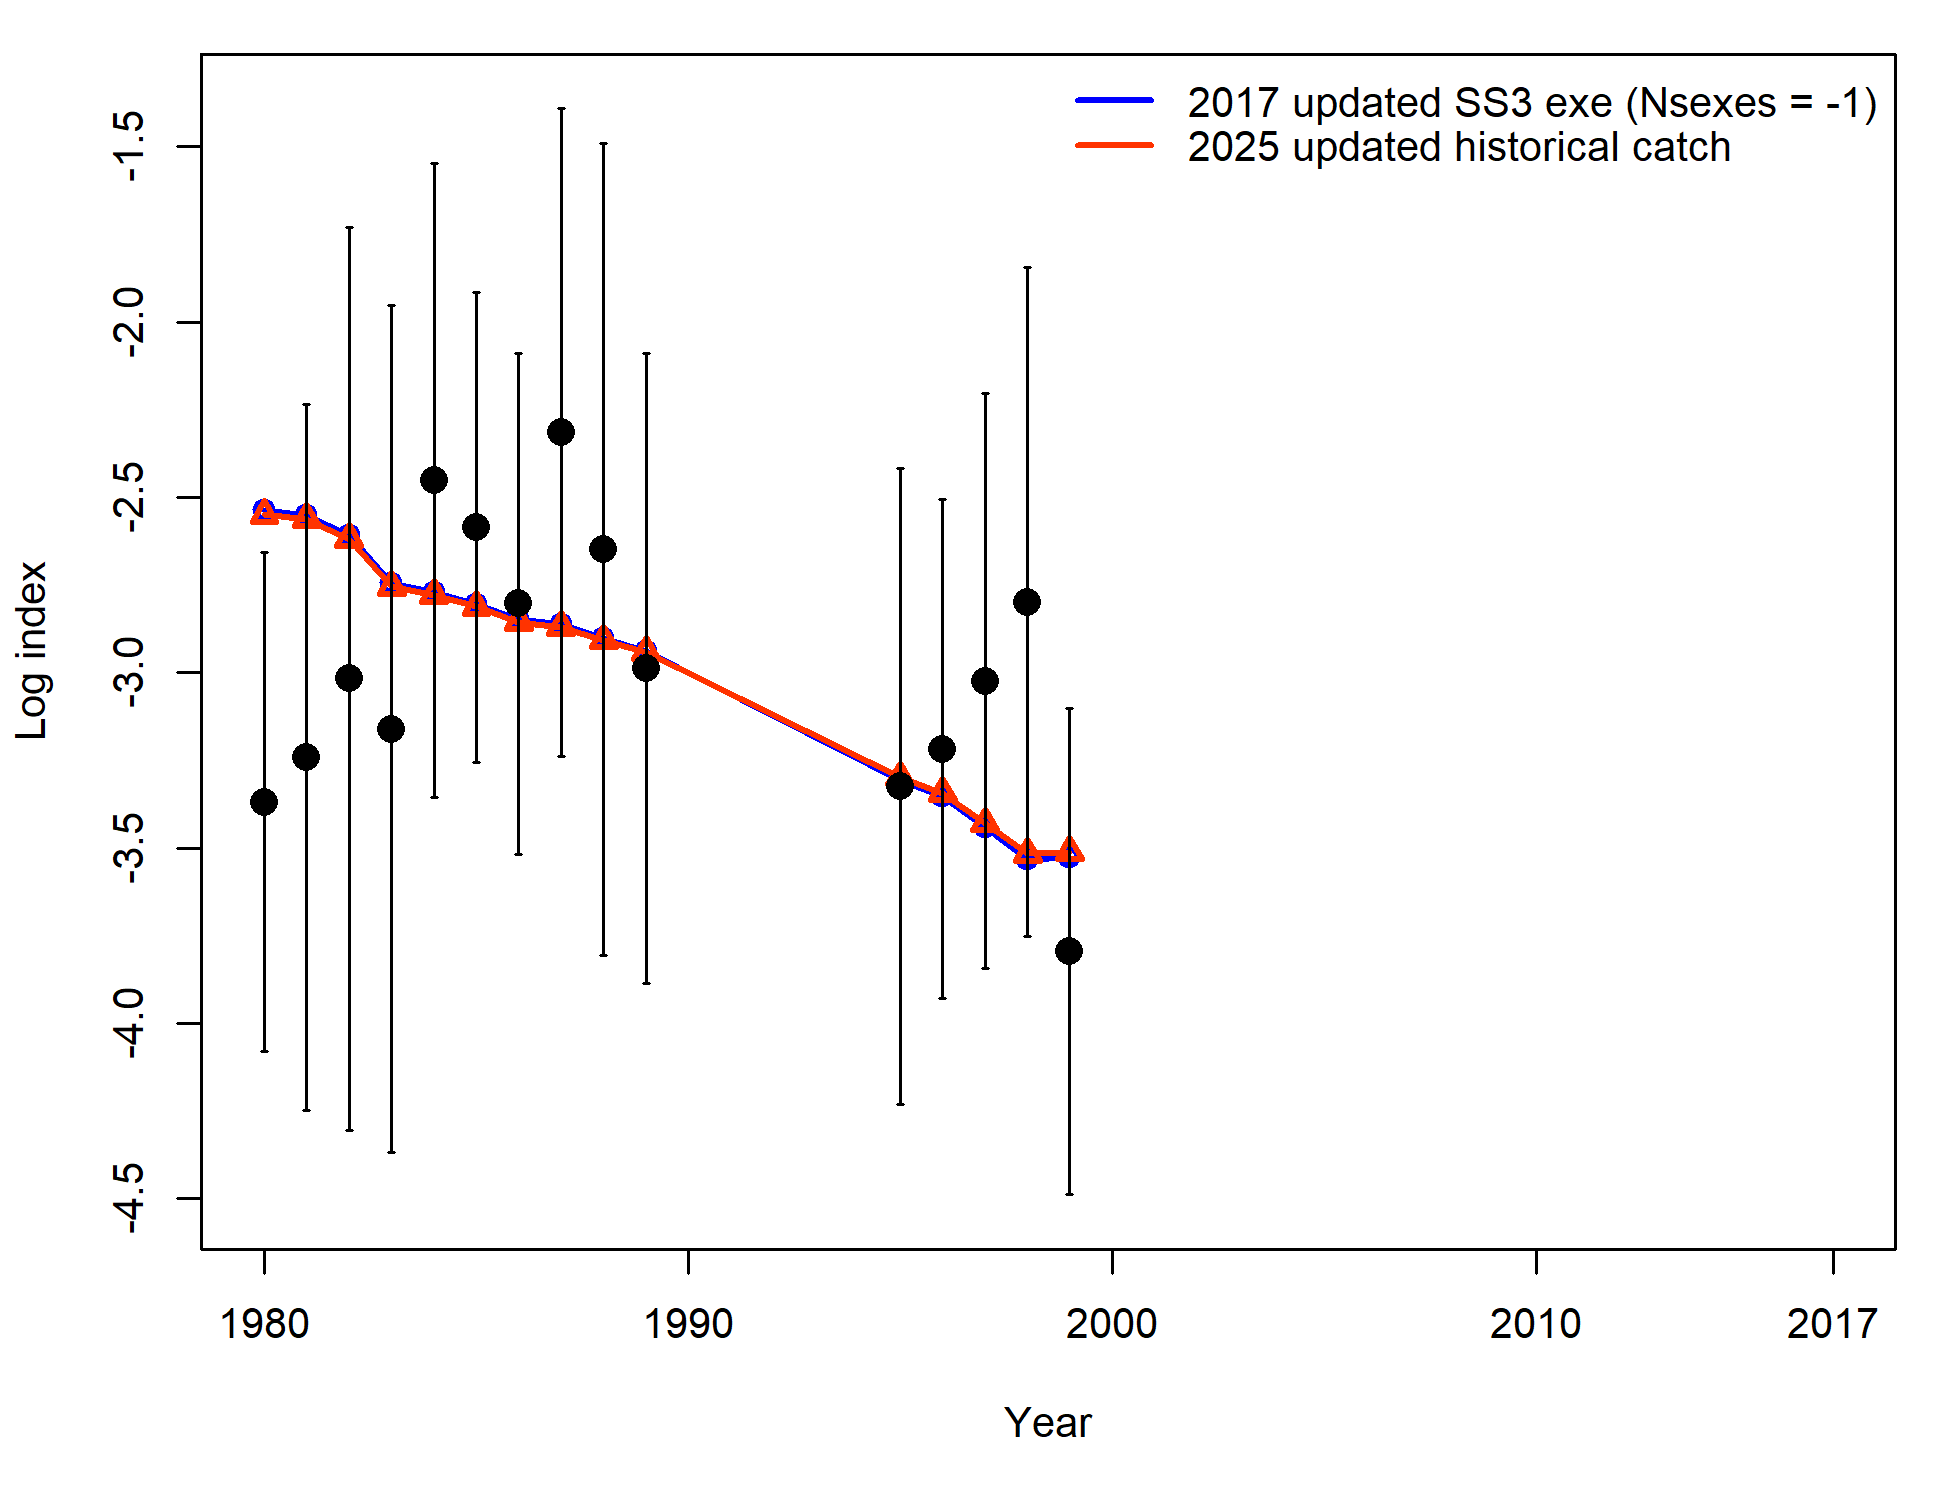 2017 updated SS3 exe (Nsexes = -1)
2025 updated historical catch
-1.5
-2.0
-2.5
-3.0
-3.5
-4.0
-4.5
Log index
1980 1990 2000 2010 2017
Year